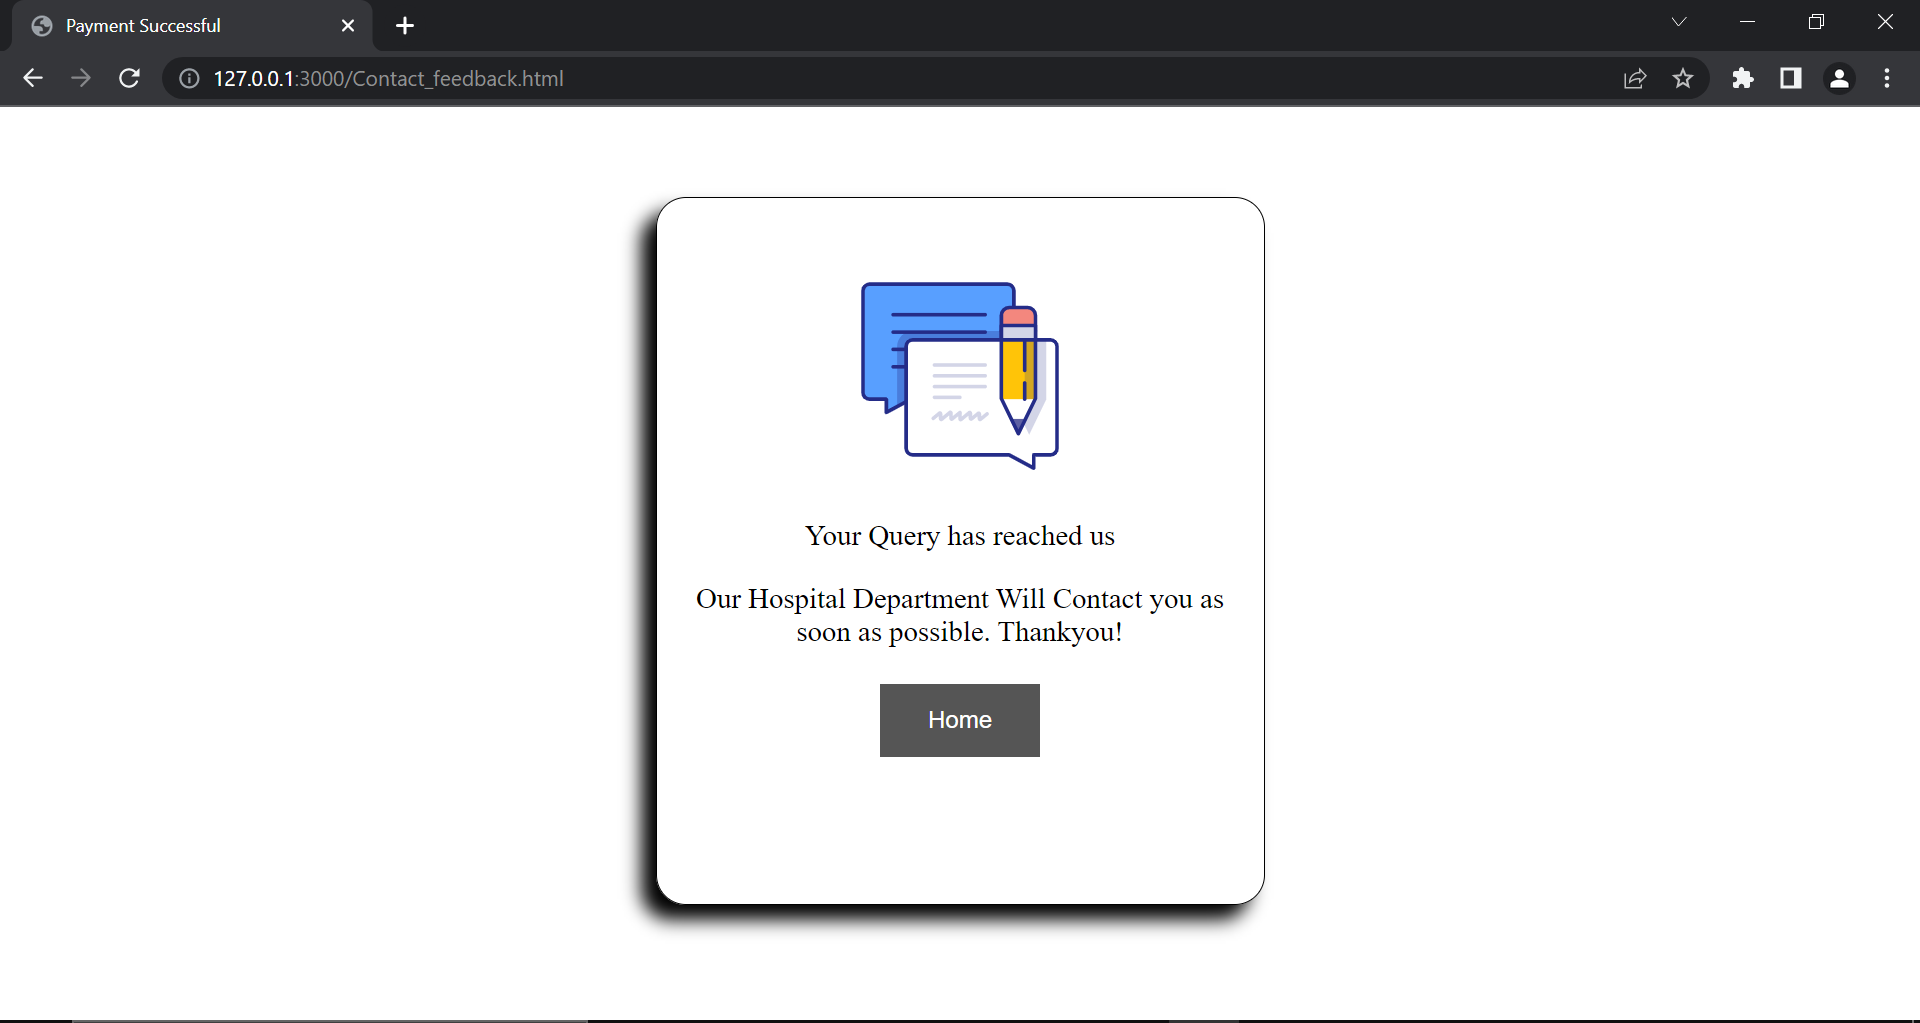 Payment Successful
127.0.0.1:3000/Contact_feedback.html
Your Query has reached us
Our Hospital Department Will Contact you as
soon as possible. Thankyou!
Home